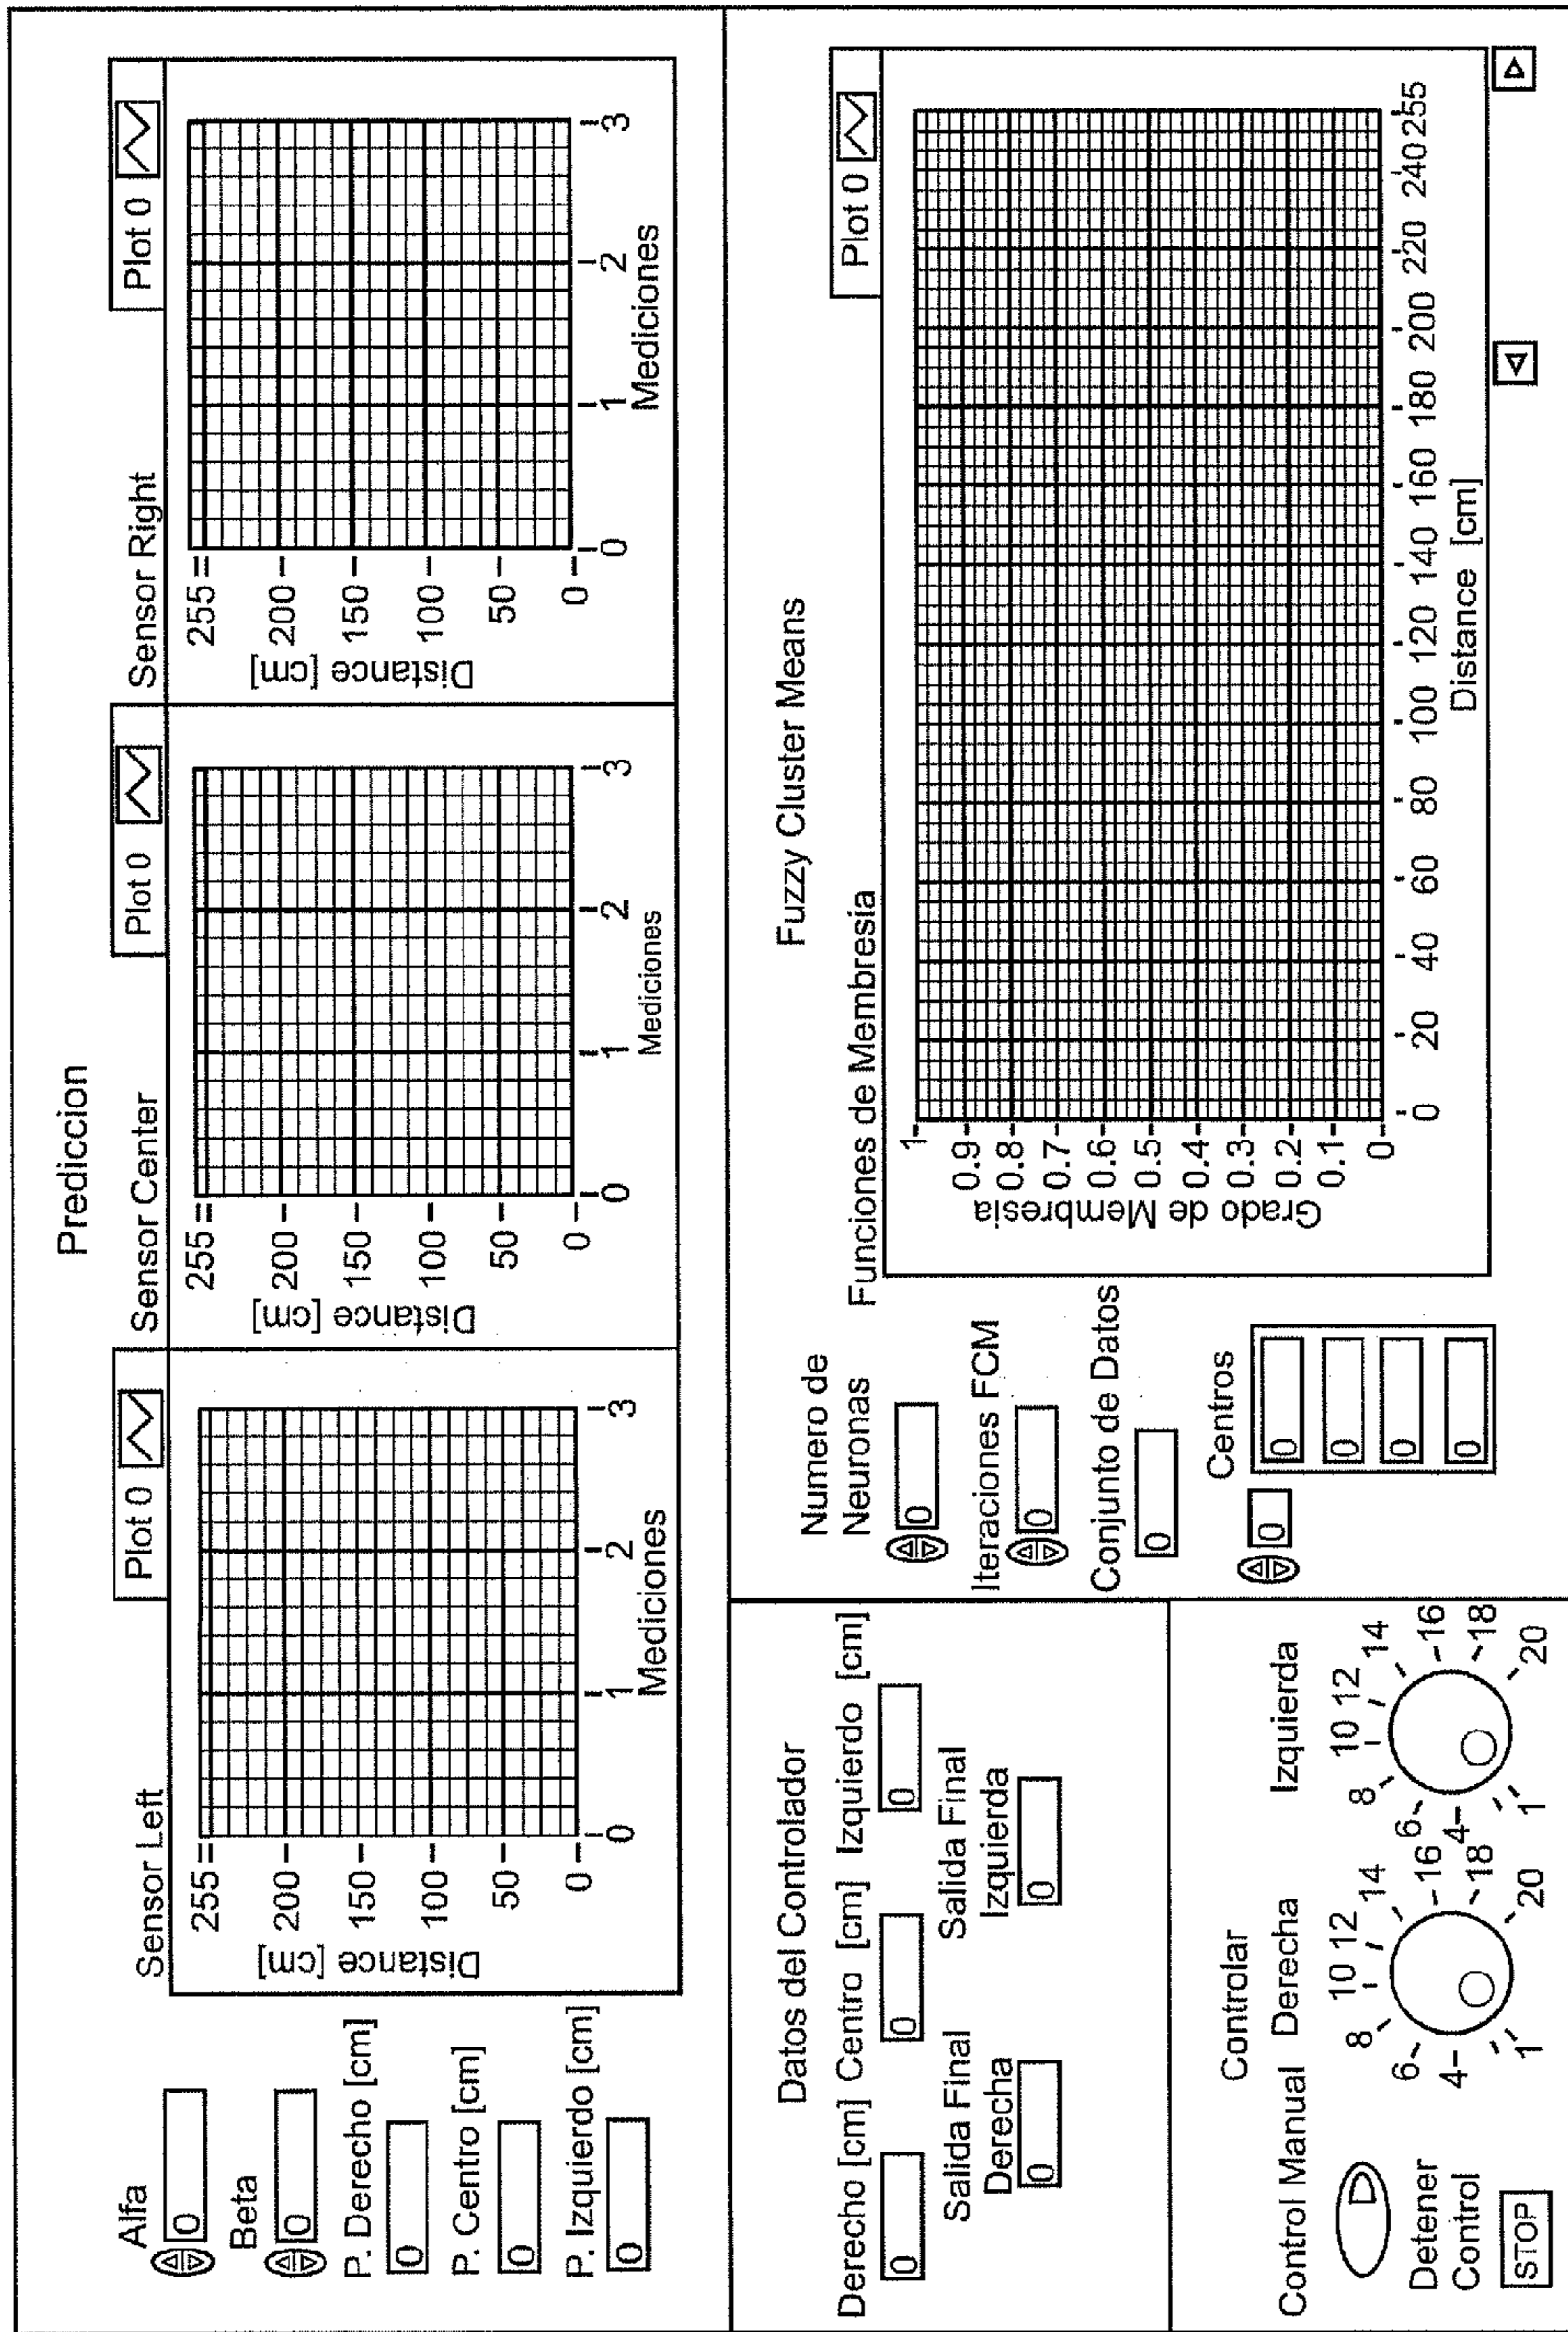 Prediccion
Alfa
0
Beta
0
P. Derecho [cm]
0
P. Centro [cm]
0
P. Izquierdo [cm]
0
Sensor Left
Plot 0
Distance [cm]
255
200
150
100
50
0
0 1 2 3
Mediciones
Sensor Center
Plot 0
Distance [cm]
255
200
150
100
50
0
0 1 2 3
Mediciones
Sensor Right
Plot 0
Distance [cm]
255
200
150
100
50
0
0 1 2 3
Mediciones
Datos del Controlador
Derecho [cm] Centro [cm] Izquierdo [cm]
0 0 0
Salida Final Salida Final
Derecha Izquierda
0 0
Controlar
Control Manual Derecha Izquierda
Detener
Control
STOP
1 4 6 8 10 12 14 16 18 20
1 4 6 8 10 12 14 16 18 20
Fuzzy Cluster Means
Numero de
Neuronas
0
Iteraciones FCM
0
Conjunto de Datos
0
Centros
0
0
0
0
0
Funciones de Membresia
Plot 0
Grado de Membresia
1
0.9
0.8
0.7
0.6
0.5
0.4
0.3
0.2
0.1
0
0 20 40 60 80 100 120 140 160 180 200 220 240 255
Distance [cm]